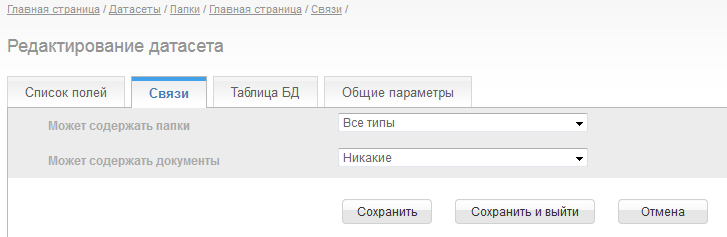 Главная страница / Датасеты / Папки / Главная страница / Связи /
Редактирование датасета
Список полей Связи Таблица БД Общие параметры
Может содержать папки Все типы
Может содержать документы Никакие
Сохранить Сохранить и выйти Отмена